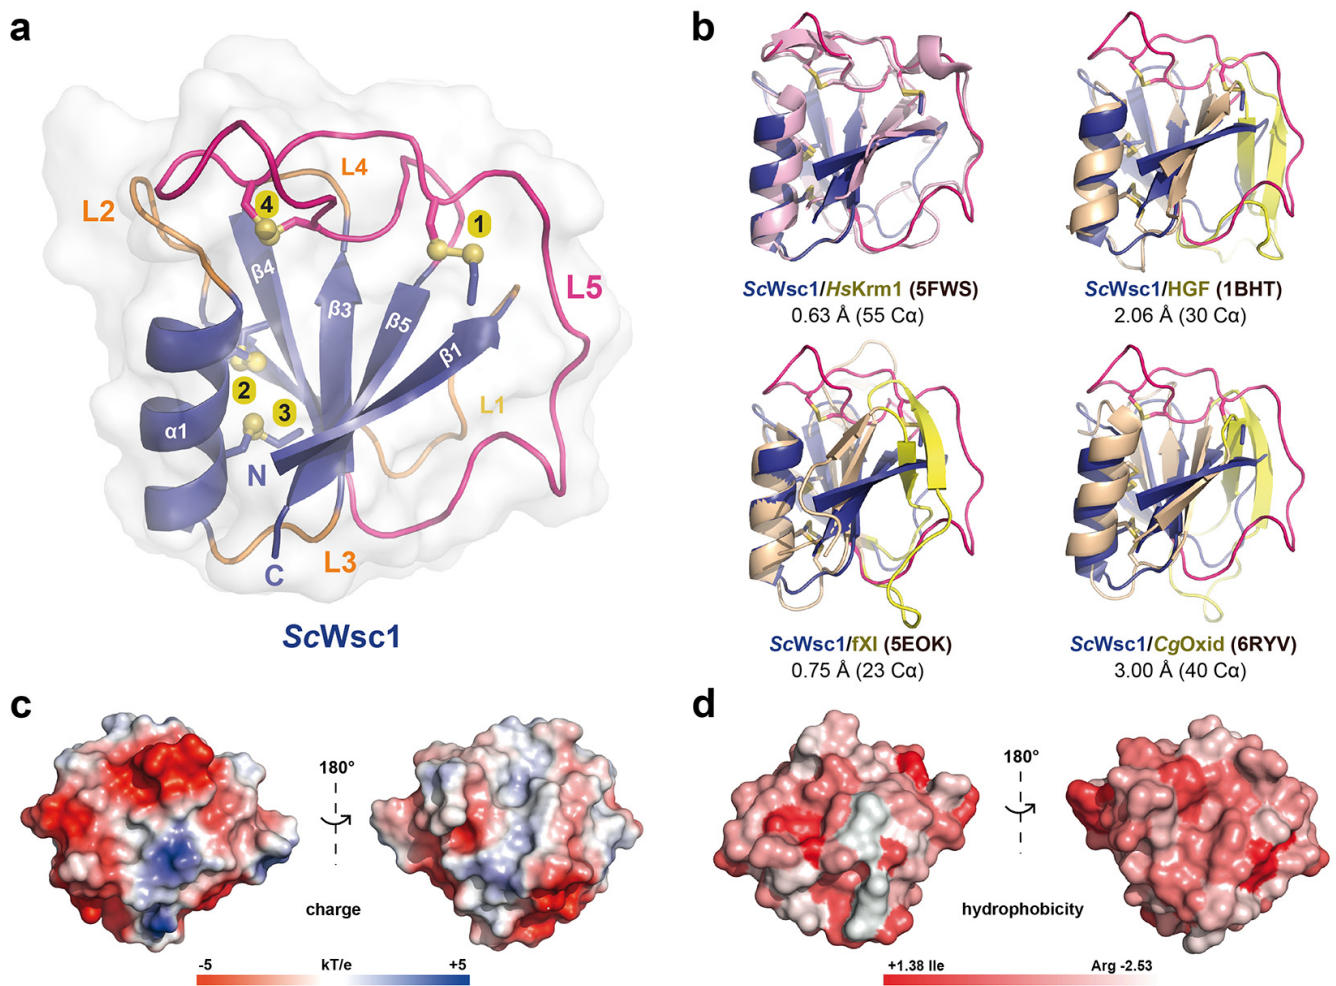 a
L2
L4
4
1
β4
β3
β5
β1
L5
2
3
α1
L1
N
L3
C
ScWsc1
b
ScWsc1/HsKrm1 (5FWS)
0.63 Å (55 Cα)
ScWsc1/HGF (1BHT)
2.06 Å (30 Cα)
ScWsc1/fXI (5EOK)
0.75 Å (23 Cα)
ScWsc1/CgOxid (6RYV)
3.00 Å (40 Cα)
c
180°
charge
-5 kT/e +5
d
180°
hydrophobicity
+1.38 Ile Arg -2.53